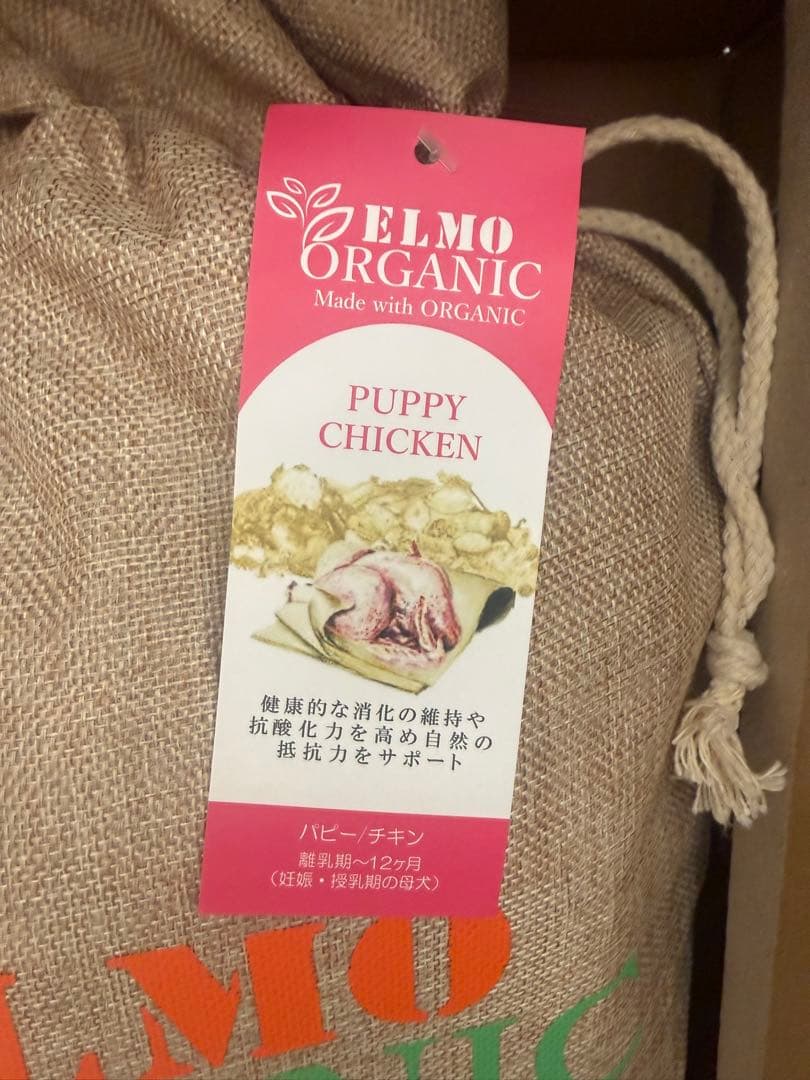 ELMO
ORGANIC
Made with ORGANIC
PUPPY
CHICKEN
健康的な消化の維持や
抗酸化力を高め自然の
抵抗力をサポート
パピー/チキン
離乳期〜12ヶ月
(妊娠・授乳期の母犬)
LMO
NIC